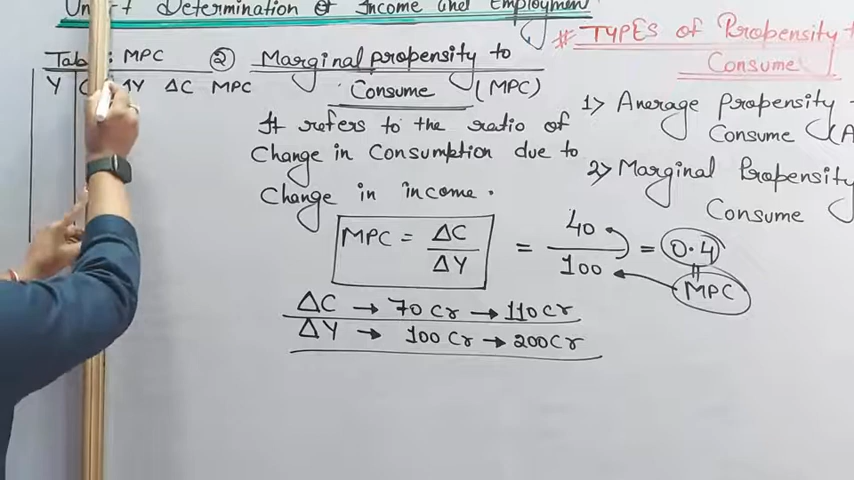 Determination of Income and Employment
# TYPES of Propensity
Consume
Table: MPC
Y C ΔY ΔC MPC
② Marginal propensity to
Consume (MPC)
It refers to the ratio of
Change in Consumption due to
Change in income.
MPC = ΔC / ΔY = 40 / 100 = 0.4
MPC
ΔC → 70 Cr → 110 Cr
ΔY → 100 Cr → 200 Cr
1> Average propensity -
Consume (A
2> Marginal Propensity
Consume